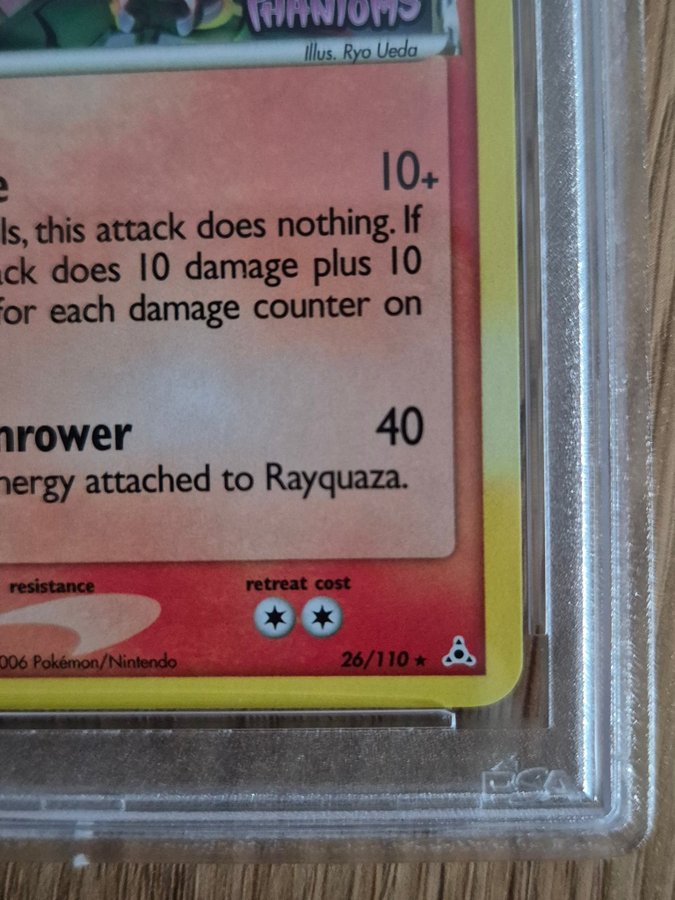 PHANTOMS
Illus. Ryo Ueda
e 10+
ls, this attack does nothing. If
ack does 10 damage plus 10
for each damage counter on
hrower 40
nergy attached to Rayquaza.
resistance retreat cost
006 Pokémon/Nintendo 26/110 ★
PSA